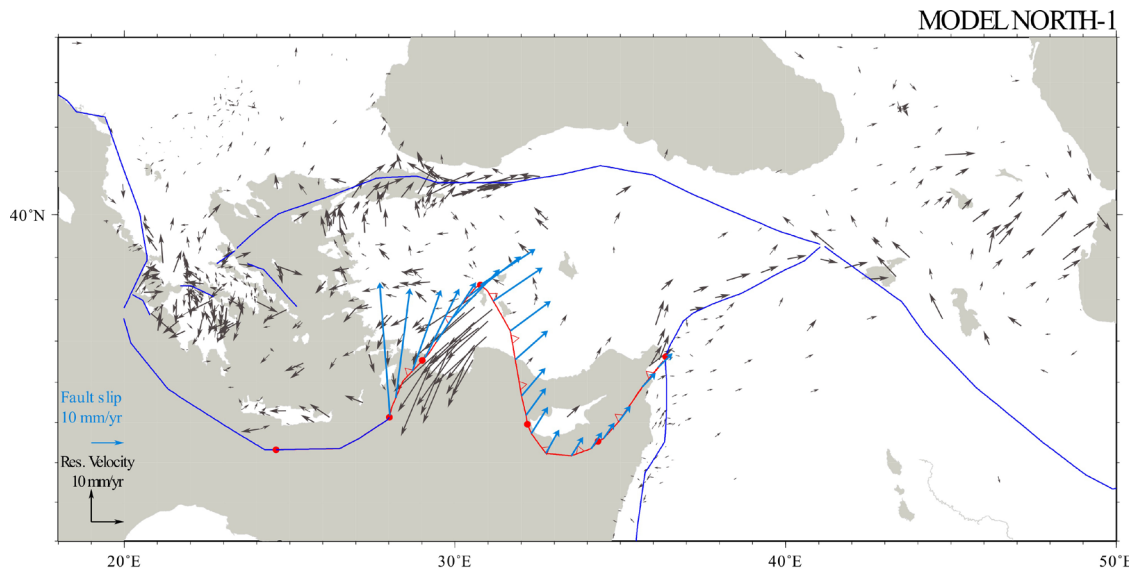 MODEL NORTH-1
40°N
Fault slip
10 mm/yr
Res. Velocity
10 mm/yr
20°E
30°E
40°E
50°E